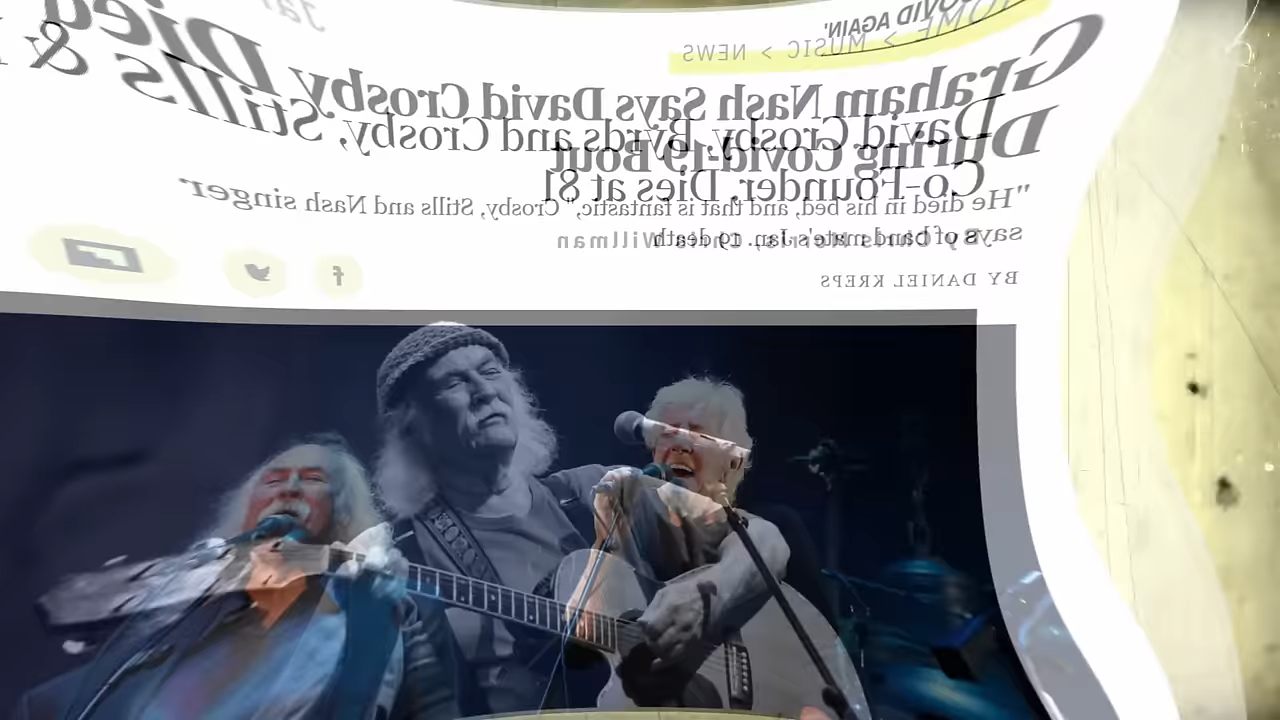 COVID AGAIN'
HOME > MUSIC > NEWS
Graham Nash Says David Crosby Died
During Covid-19 Bout
David Crosby, Byrds and Crosby, Stills &
Co-Founder, Dies at 81
"He died in his bed, and that is fantastic," Crosby, Stills and Nash singer
says of bandmate's Jan. 19 death
Willman
BY DANIEL KREPS